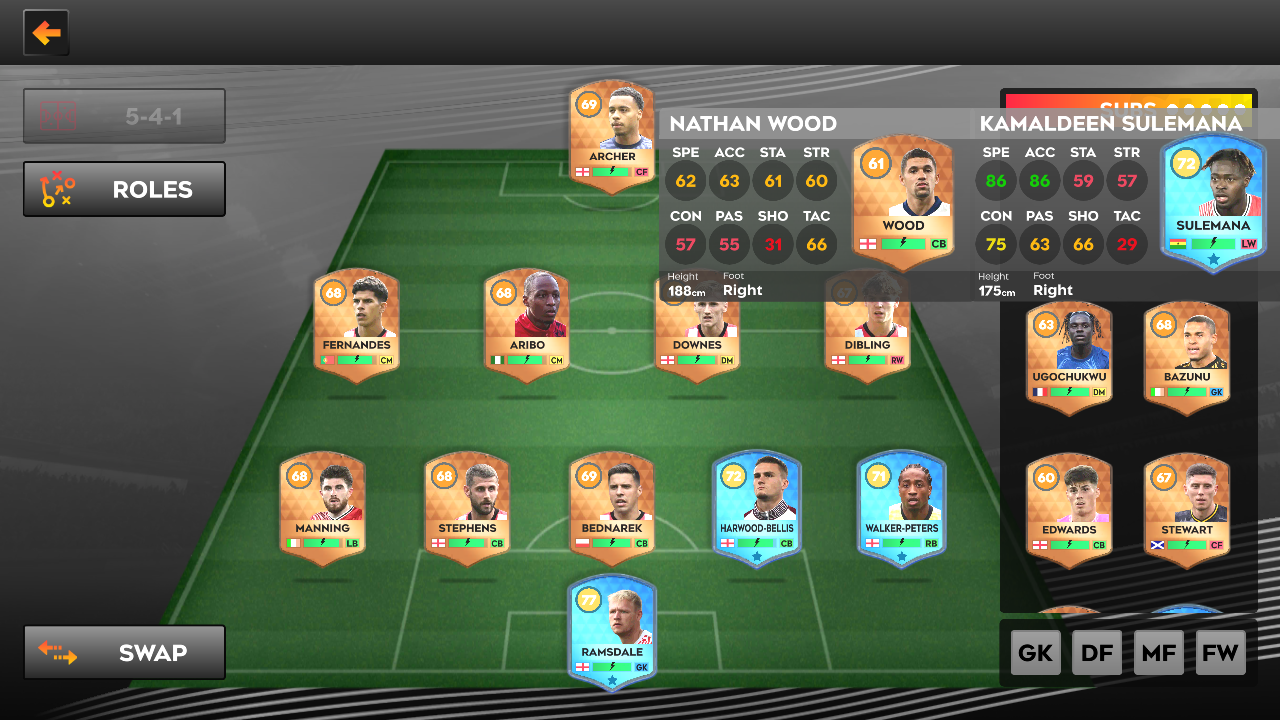 5-4-1
ROLES
69
ARCHER
CF
NATHAN WOOD
SPE ACC STA STR
62 63 61 60
CON PAS SHO TAC
57 55 31 66
Height
188cm
Foot
Right
61
WOOD
CB
SUBS
KAMALDEEN SULEMANA
SPE ACC STA STR
86 86 59 57
CON PAS SHO TAC
75 63 66 29
Height
175cm
Foot
Right
72
SULEMANA
LW
68
FERNANDES
CM
68
ARIBO
CM
DOWNES
DM
67
DIBLING
RW
63
UGOCHUKWU
DM
68
BAZUNU
GK
68
MANNING
LB
68
STEPHENS
CB
69
BEDNAREK
CB
72
HARWOOD-BELLIS
CB
71
WALKER-PETERS
RB
60
EDWARDS
CB
67
STEWART
CF
77
RAMSDALE
GK
SWAP
GK DF MF FW